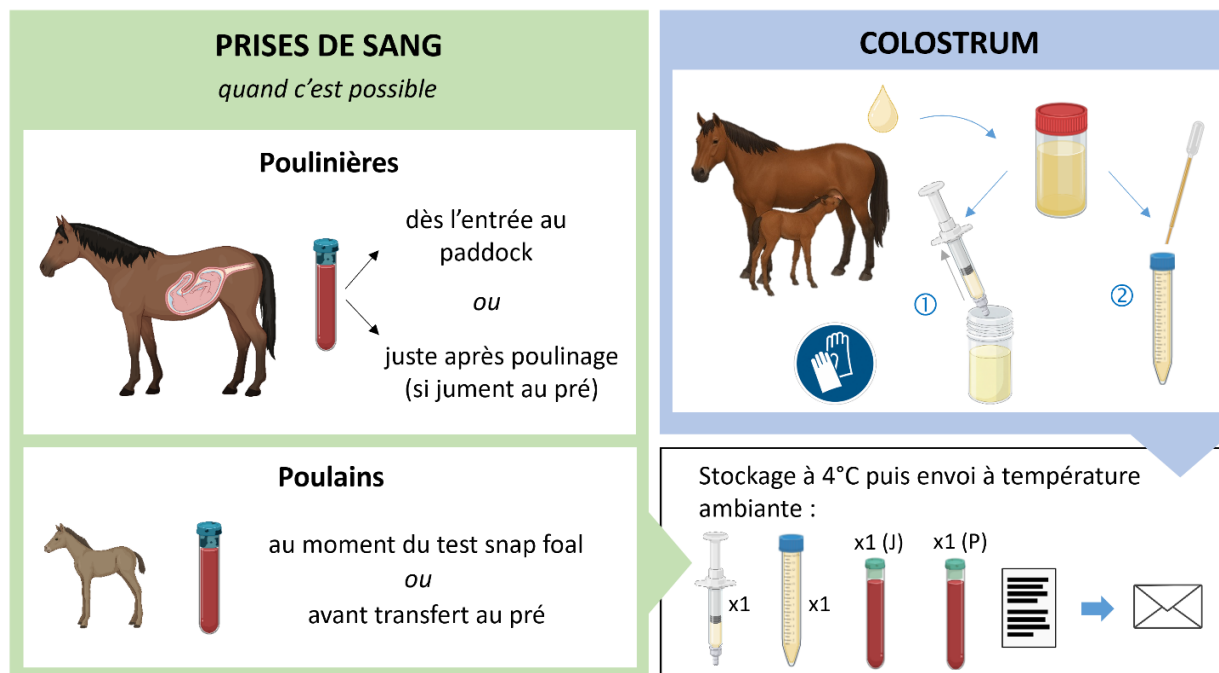 PRISES DE SANG
quand c’est possible
Poulinières
dès l’entrée au
paddock
ou
juste après poulinage
(si jument au pré)
Poulains
au moment du test snap foal
ou
avant transfert au pré
COLOSTRUM
①
②
Stockage à 4°C puis envoi à température
ambiante :
x1
x1
x1 (J)
x1 (P)